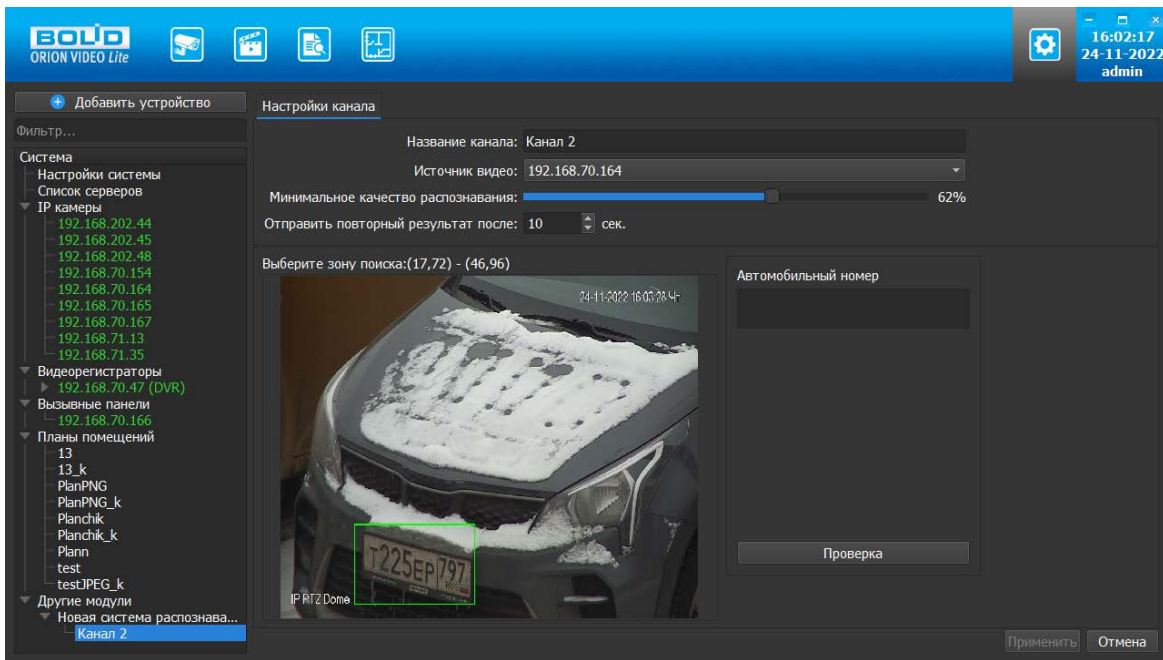 BOLID
ORION VIDEO Lite
16:02:17
24-11-2022
admin
Добавить устройство
Фильтр...
Система
Настройки системы
Список серверов
IP камеры
192.168.202.44
192.168.202.45
192.168.202.48
192.168.70.154
192.168.70.164
192.168.70.165
192.168.70.167
192.168.71.13
192.168.71.35
Видеорегистраторы
192.168.70.47 (DVR)
Вызывные панели
192.168.70.166
Планы помещений
13
13_k
PlanPNG
PlanPNG_k
Planchik
Planchik_k
Plann
test
testJPEG_k
Другие модули
Новая система распознава...
Канал 2
Настройки канала
Название канала: Канал 2
Источник видео: 192.168.70.164
Минимальное качество распознавания: 62%
Отправить повторный результат после: 10 сек.
Выберите зону поиска:(17,72) - (46,96)
24-11-2022 16:03:28 Чт
Т225ЕР 797
RUS
IP PTZ Dome
Автомобильный номер
Проверка
Применить
Отмена